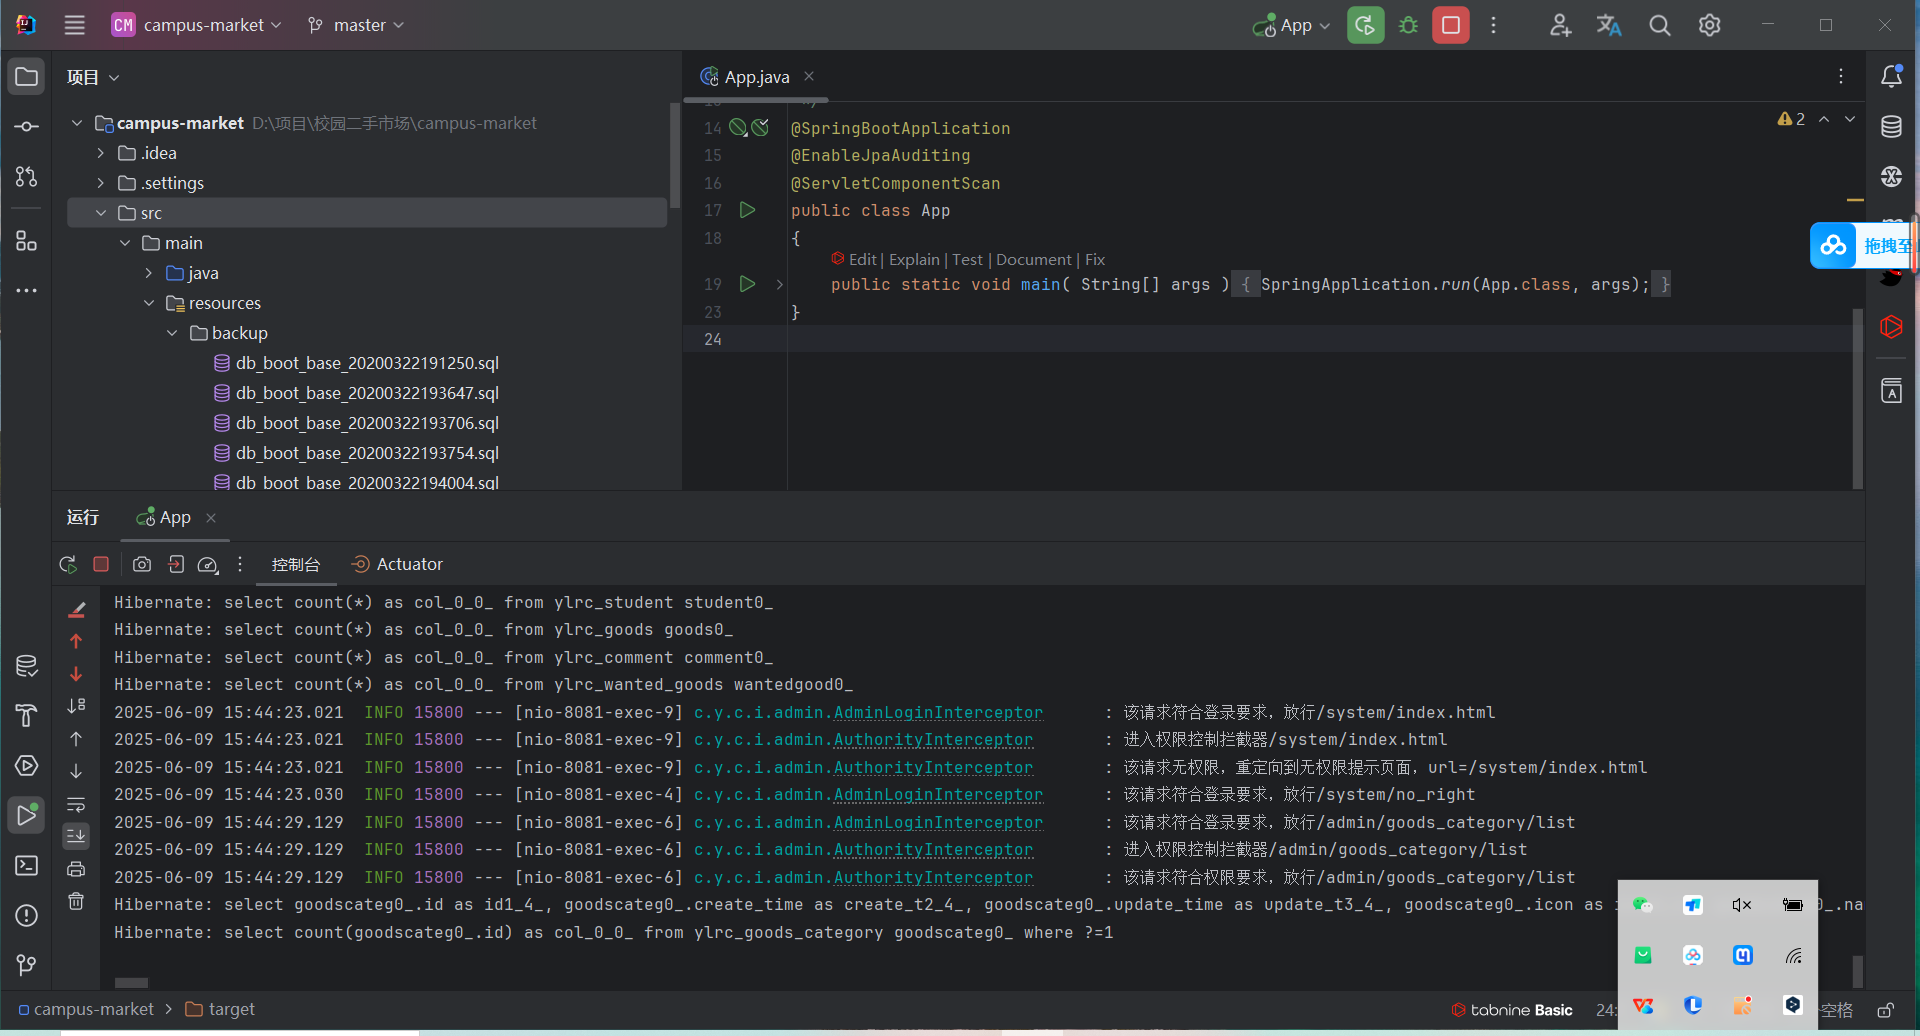 CM campus-market master App
项目
App.java
campus-market D:\项目\校园二手市场\campus-market
.idea
.settings
src
main
java
resources
backup
db_boot_base_20200322191250.sql
db_boot_base_20200322193647.sql
db_boot_base_20200322193706.sql
db_boot_base_20200322193754.sql
db_boot_base_20200322194004.sql
14 @SpringBootApplication
15 @EnableJpaAuditing
16 @ServletComponentScan
17 public class App
18 {
Edit | Explain | Test | Document | Fix
19 public static void main( String[] args ) { SpringApplication.run(App.class, args); }
23 }
24
2
拖拽至
运行 App
控制台 Actuator
Hibernate: select count(*) as col_0_0_ from ylrc_student student0_
Hibernate: select count(*) as col_0_0_ from ylrc_goods goods0_
Hibernate: select count(*) as col_0_0_ from ylrc_comment comment0_
Hibernate: select count(*) as col_0_0_ from ylrc_wanted_goods wantedgood0_
2025-06-09 15:44:23.021 INFO 15800 --- [nio-8081-exec-9] c.y.c.i.admin.AdminLoginInterceptor : 该请求符合登录要求，放行/system/index.html
2025-06-09 15:44:23.021 INFO 15800 --- [nio-8081-exec-9] c.y.c.i.admin.AuthorityInterceptor : 进入权限控制拦截器/system/index.html
2025-06-09 15:44:23.021 INFO 15800 --- [nio-8081-exec-9] c.y.c.i.admin.AuthorityInterceptor : 该请求无权限，重定向到无权限提示页面，url=/system/index.html
2025-06-09 15:44:23.030 INFO 15800 --- [nio-8081-exec-4] c.y.c.i.admin.AdminLoginInterceptor : 该请求符合登录要求，放行/system/no_right
2025-06-09 15:44:29.129 INFO 15800 --- [nio-8081-exec-6] c.y.c.i.admin.AdminLoginInterceptor : 该请求符合登录要求，放行/admin/goods_category/list
2025-06-09 15:44:29.129 INFO 15800 --- [nio-8081-exec-6] c.y.c.i.admin.AuthorityInterceptor : 进入权限控制拦截器/admin/goods_category/list
2025-06-09 15:44:29.129 INFO 15800 --- [nio-8081-exec-6] c.y.c.i.admin.AuthorityInterceptor : 该请求符合权限要求，放行/admin/goods_category/list
Hibernate: select goodscateg0_.id as id1_4_, goodscateg0_.create_time as create_t2_4_, goodscateg0_.update_time as update_t3_4_, goodscateg0_.icon as
Hibernate: select count(goodscateg0_.id) as col_0_0_ from ylrc_goods_category goodscateg0_ where ?=1
campus-market target
tabnine Basic 24: 空格